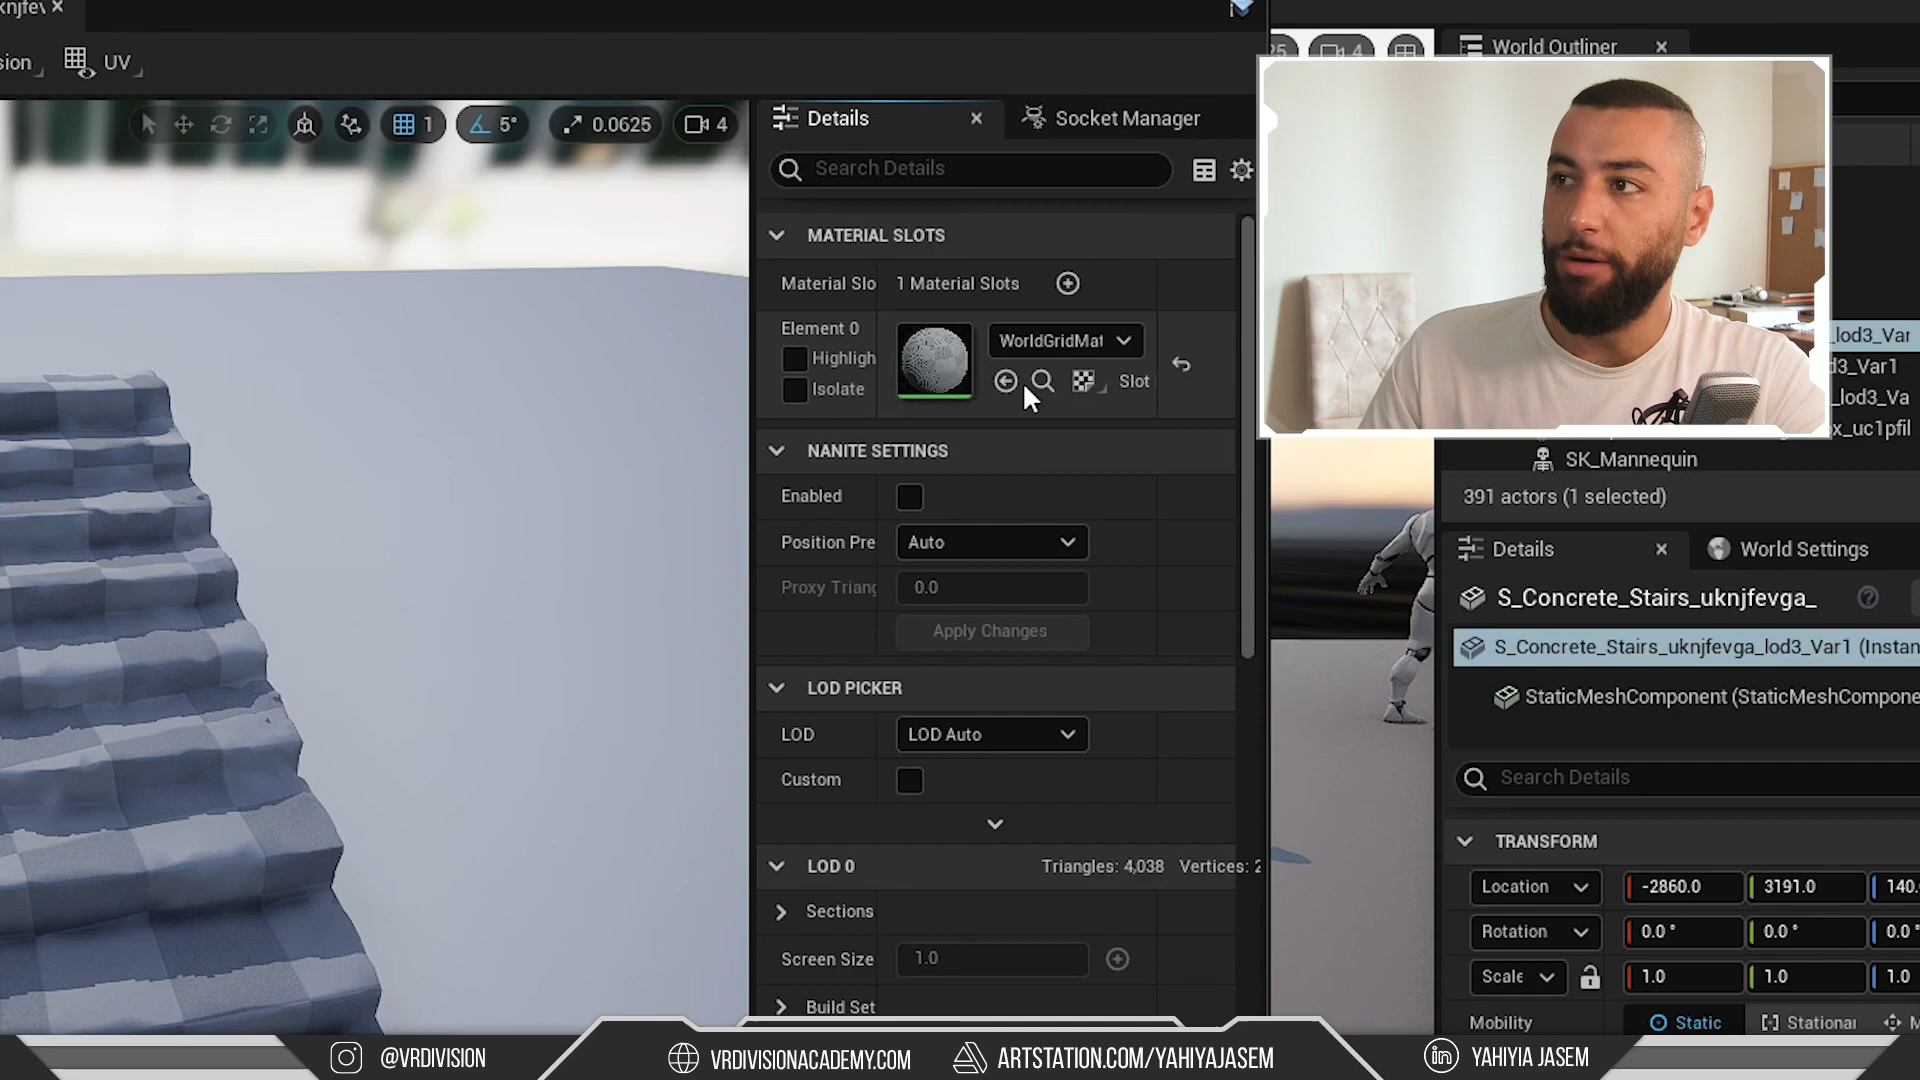 knjfev
sion
UV
1
5°
0.0625
4
Details
Socket Manager
Search Details
MATERIAL SLOTS
Material Slo
1 Material Slots
Element 0
Highligh
Isolate
WorldGridMat
Slot
NANITE SETTINGS
Enabled
Position Pre
Auto
Proxy Triang
0.0
Apply Changes
LOD PICKER
LOD
LOD Auto
Custom
LOD 0
Triangles: 4,038 Vertices: 2
Sections
Screen Size
1.0
Build Set
25
4
World Outliner
_lod3_Var
d3_Var1
_lod3_Va
x_uc1pfil
SK_Mannequin
391 actors (1 selected)
Details
World Settings
S_Concrete_Stairs_uknjfevga_
S_Concrete_Stairs_uknjfevga_lod3_Var1 (Instan
StaticMeshComponent (StaticMeshCompone
Search Details
TRANSFORM
Location
-2860.0
3191.0
140.
Rotation
0.0 °
0.0 °
0.0 °
Scale
1.0
1.0
1.0
Mobility
Static
Stationar
M
@VRDIVISION
VRDIVISIONACADEMY.COM
ARTSTATION.COM/YAHIYAJASEM
YAHIYIA JASEM